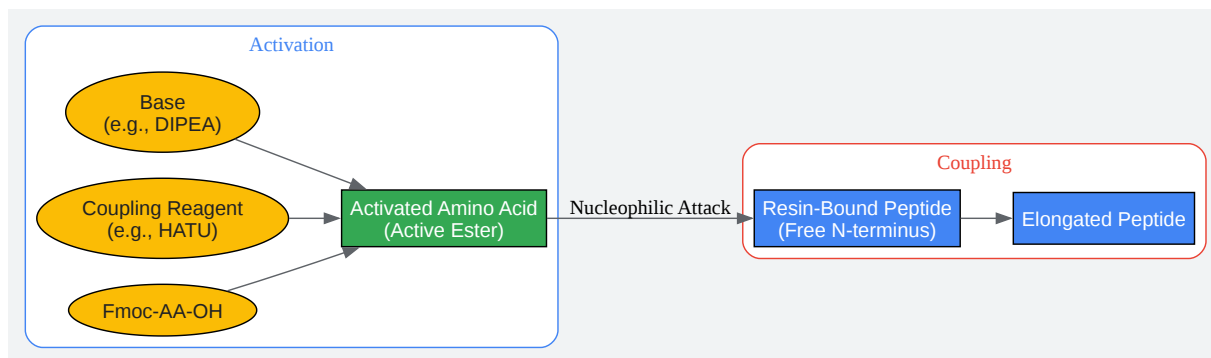 Activation
Base
(e.g., DIPEA)
Coupling Reagent
(e.g., HATU)
Fmoc-AA-OH
Activated Amino Acid
(Active Ester)
Nucleophilic Attack
Coupling
Resin-Bound Peptide
(Free N-terminus)
Elongated Peptide